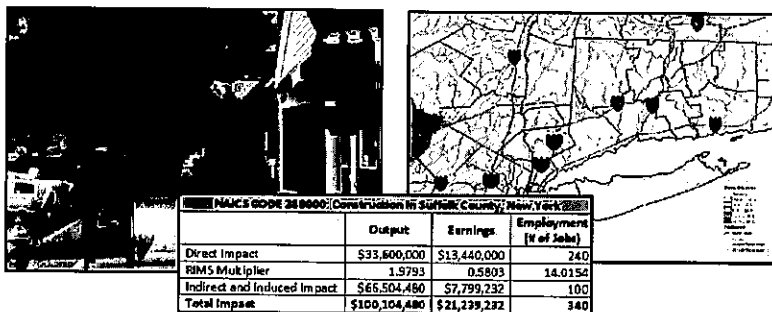 NAICS CODE 230000: Construction in Suffolk County, New York
Output Earnings Employment (# of Jobs)
Direct Impact $33,600,000 $13,440,000 240
RIMS Multiplier 1.9793 0.5803 14.0154
Indirect and Induced Impact $66,504,480 $7,799,232 100
Total Impact $100,104,480 $21,239,232 340